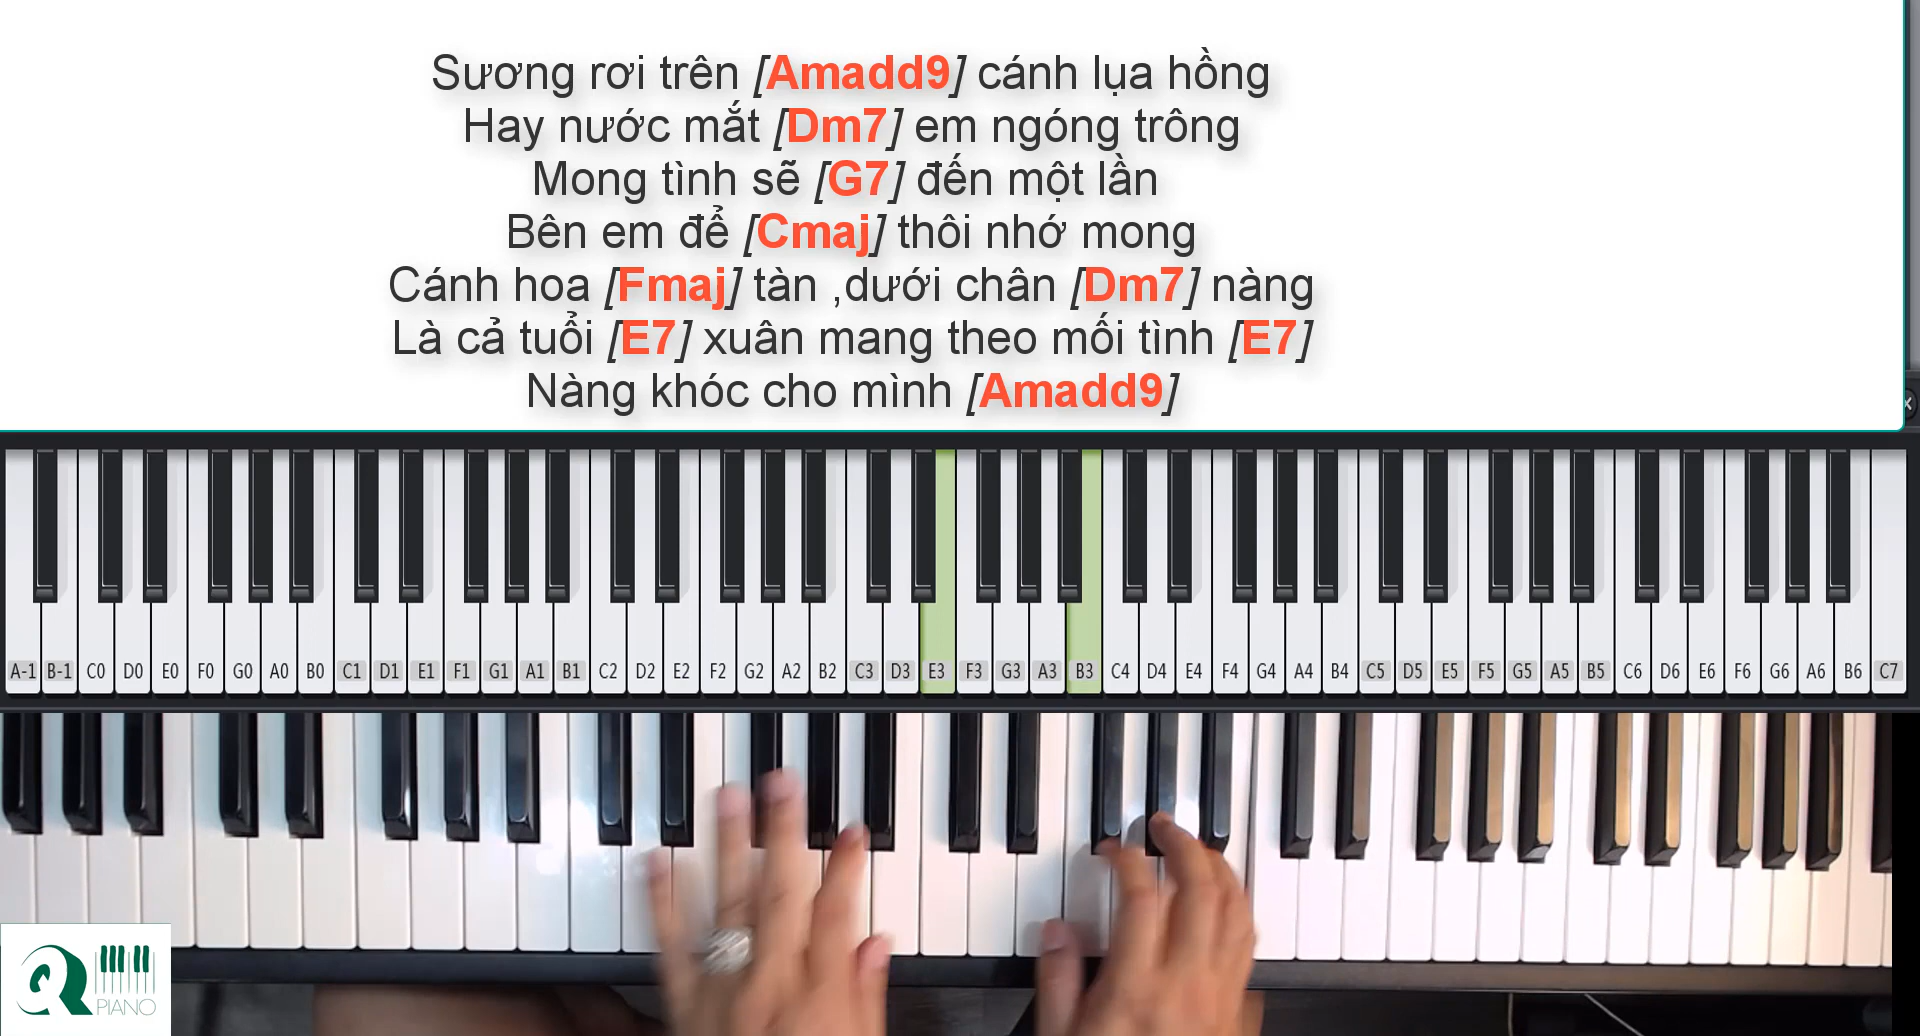 Sương rơi trên [Amadd9] cánh lụa hồng
Hay nước mắt [Dm7] em ngóng trông
Mong tình sẽ [G7] đến một lần
Bên em để [Cmaj] thôi nhớ mong
Cánh hoa [Fmaj] tàn ,dưới chân [Dm7] nàng
Là cả tuổi [E7] xuân mang theo mối tình [E7]
Nàng khóc cho mình [Amadd9]
X
A-1 B-1 C0 D0 E0 F0 G0 A0 B0 C1 D1 E1 F1 G1 A1 B1 C2 D2 E2 F2 G2 A2 B2 C3 D3 E3 F3 G3 A3 B3 C4 D4 E4 F4 G4 A4 B4 C5 D5 E5 F5 G5 A5 B5 C6 D6 E6 F6 G6 A6 B6 C7
Q PIANO